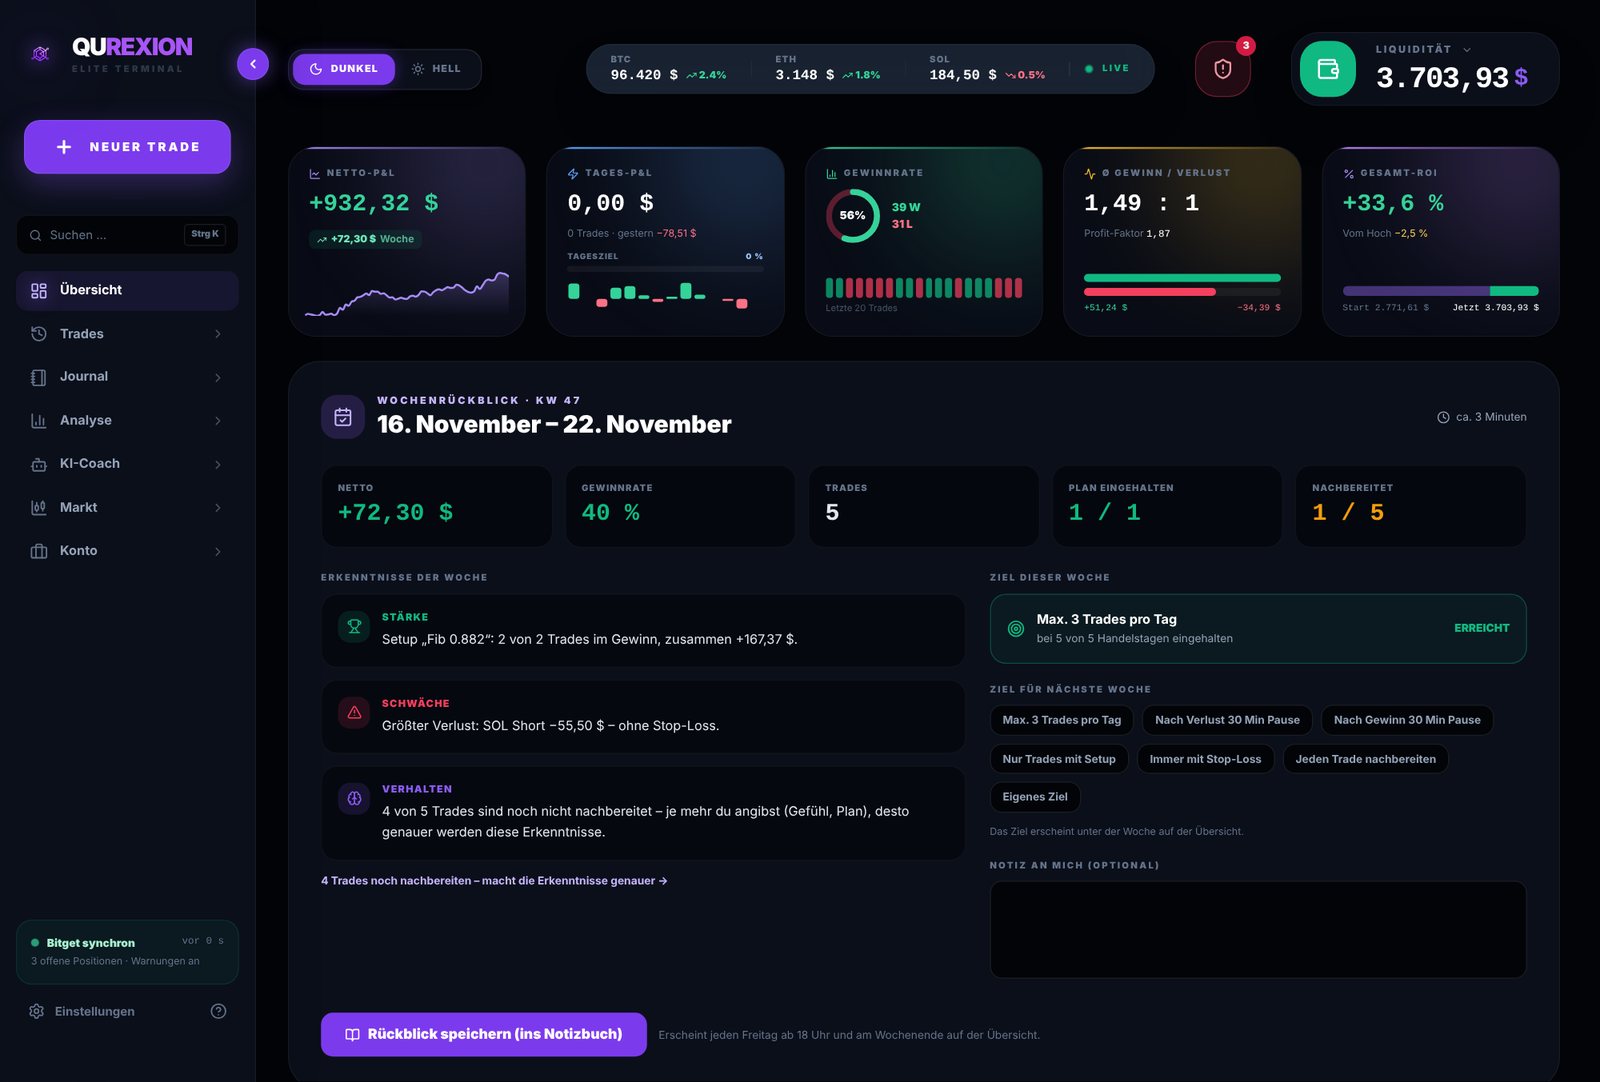 QUREXION
ELITE TERMINAL
DUNKEL
HELL
BTC
96.420 $ 2.4%
ETH
3.148 $ 1.8%
SOL
184,50 $ 0.5%
LIVE
3
LIQUIDITÄT
3.703,93 $
NEUER TRADE
Suchen ...
Strg K
Übersicht
Trades
Journal
Analyse
KI-Coach
Markt
Konto
Bitget synchron
vor 0 s
3 offene Positionen · Warnungen an
Einstellungen
NETTO-P&L
+932,32 $
+72,30 $ Woche
TAGES-P&L
0,00 $
0 Trades · gestern −78,51 $
TAGESZIEL
0 %
GEWINNRATE
56%
39 W
31 L
Letzte 20 Trades
Ø GEWINN / VERLUST
1,49 : 1
Profit-Faktor 1,87
+51,24 $
−34,39 $
GESAMT-ROI
+33,6 %
Vom Hoch −2,5 %
Start 2.771,61 $
Jetzt 3.703,93 $
WOCHENRÜCKBLICK · KW 47
16. November – 22. November
ca. 3 Minuten
NETTO
+72,30 $
GEWINNRATE
40 %
TRADES
5
PLAN EINGEHALTEN
1 / 1
NACHBEREITET
1 / 5
ERKENNTNISSE DER WOCHE
STÄRKE
Setup „Fib 0.882“: 2 von 2 Trades im Gewinn, zusammen +167,37 $.
SCHWÄCHE
Größter Verlust: SOL Short −55,50 $ – ohne Stop-Loss.
VERHALTEN
4 von 5 Trades sind noch nicht nachbereitet – je mehr du angibst (Gefühl, Plan), desto
genauer werden diese Erkenntnisse.
4 Trades noch nachbereiten – macht die Erkenntnisse genauer →
ZIEL DIESER WOCHE
Max. 3 Trades pro Tag
bei 5 von 5 Handelstagen eingehalten
ERREICHT
ZIEL FÜR NÄCHSTE WOCHE
Max. 3 Trades pro Tag
Nach Verlust 30 Min Pause
Nach Gewinn 30 Min Pause
Nur Trades mit Setup
Immer mit Stop-Loss
Jeden Trade nachbereiten
Eigenes Ziel
Das Ziel erscheint unter der Woche auf der Übersicht.
NOTIZ AN MICH (OPTIONAL)
Rückblick speichern (ins Notizbuch)
Erscheint jeden Freitag ab 18 Uhr und am Wochenende auf der Übersicht.